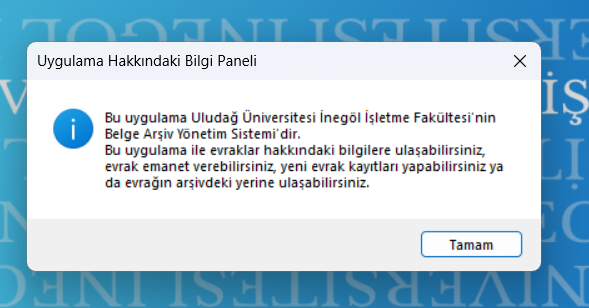 Uygulama Hakkındaki Bilgi Paneli
Bu uygulama Uludağ Üniversitesi İnegöl İşletme Fakültesi'nin
Belge Arşiv Yönetim Sistemi'dir.
Bu uygulama ile evraklar hakkındaki bilgilere ulaşabilirsiniz,
evrak emanet verebilirsiniz, yeni evrak kayıtları yapabilirsiniz ya
da evrağın arşivdeki yerine ulaşabilirsiniz.
Tamam